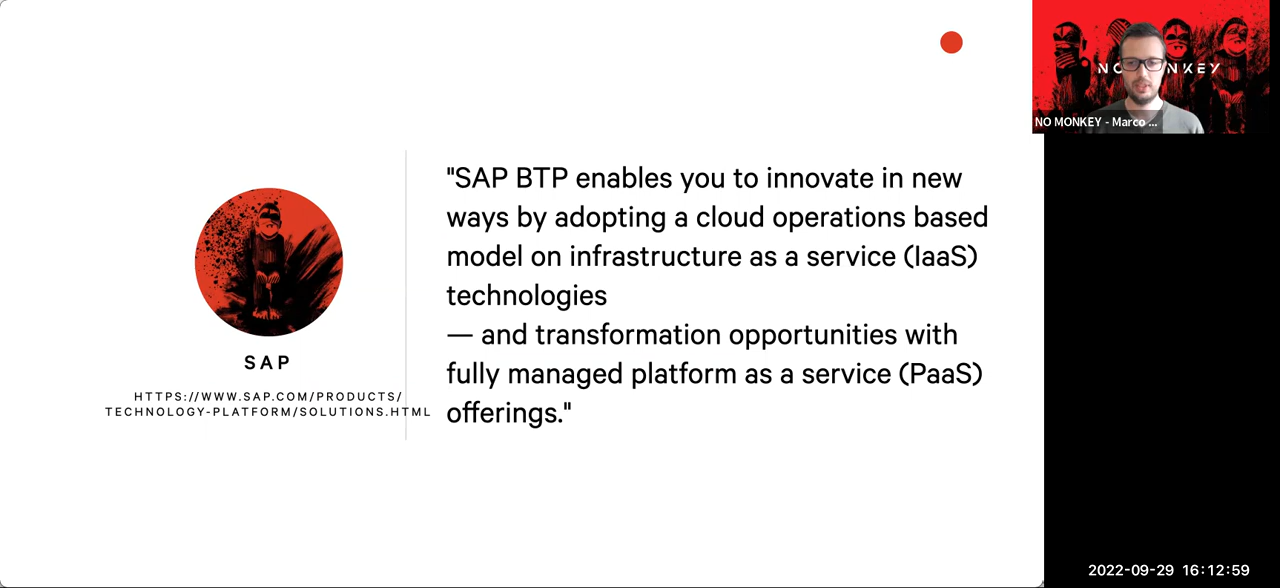 "SAP BTP enables you to innovate in new
ways by adopting a cloud operations based
model on infrastructure as a service (IaaS)
technologies
— and transformation opportunities with
fully managed platform as a service (PaaS)
offerings."
SAP
HTTPS://WWW.SAP.COM/PRODUCTS/
TECHNOLOGY-PLATFORM/SOLUTIONS.HTML
NO NKEY
NO MONKEY - Marco ...
2022-09-29 16:12:59